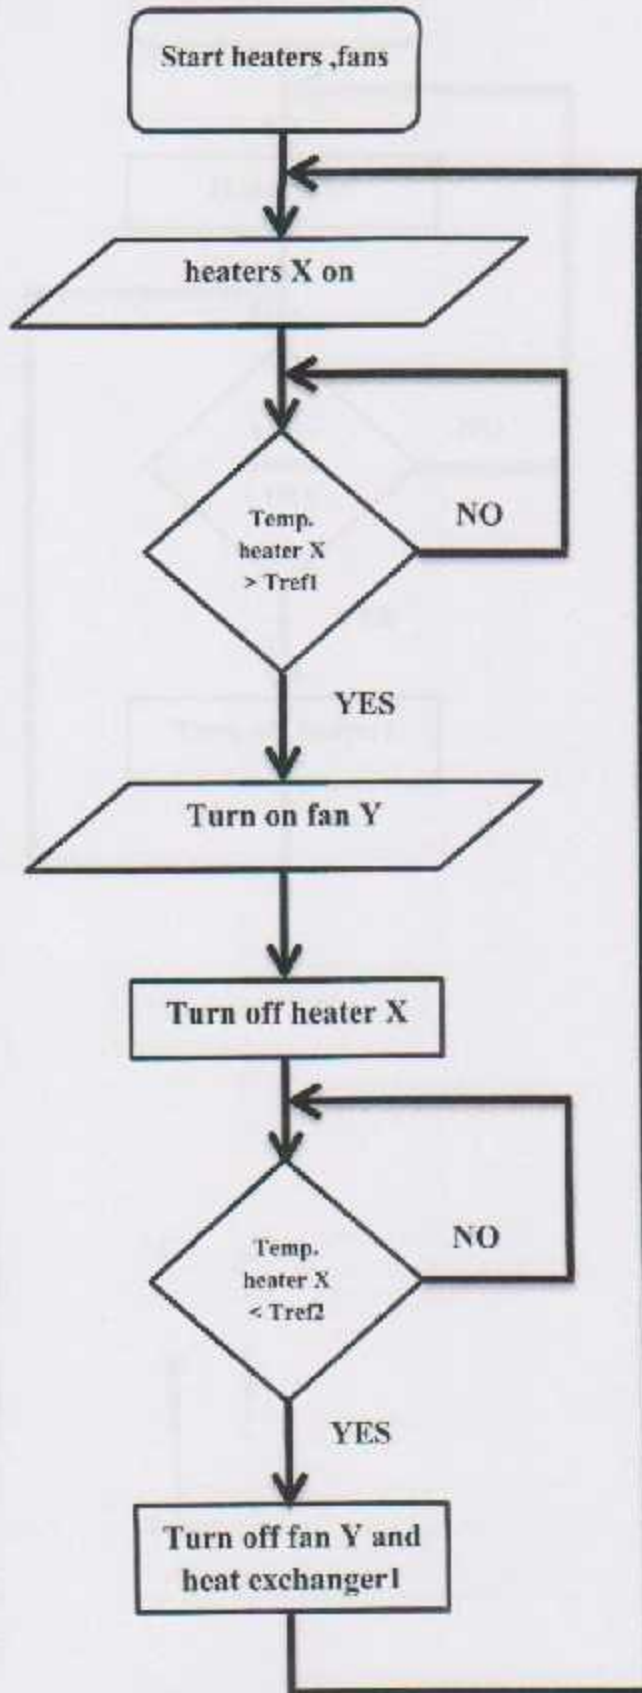 Start heaters ,fans
heaters X on
Temp.
heater X
> Tref1
NO
YES
Turn on fan Y
Turn off heater X
Temp.
heater X
< Tref2
NO
YES
Turn off fan Y and
heat exchanger1